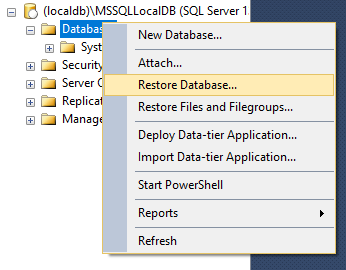 (localdb)\MSSQLLocalDB (SQL Server 1
Databas
Syst
Security
Server O
Replicat
Manage
New Database...
Attach...
Restore Database...
Restore Files and Filegroups...
Deploy Data-tier Application...
Import Data-tier Application...
Start PowerShell
Reports
Refresh